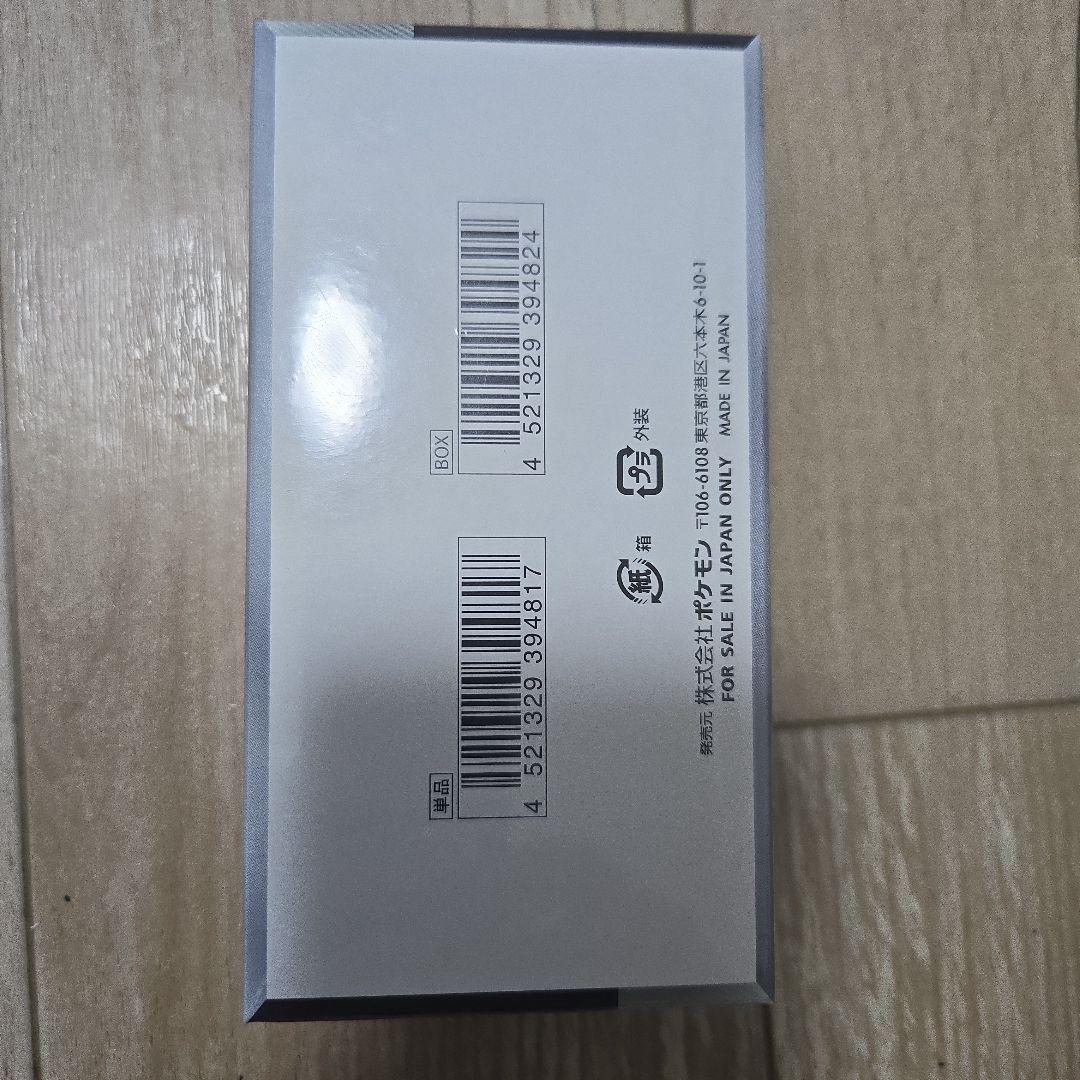 単品
4 521329 394817
BOX
4 521329 394824
紙 箱
プラ 外装
発売元 株式会社 ポケモン 〒106-6108 東京都港区六本木6-10-1
FOR SALE IN JAPAN ONLY MADE IN JAPAN